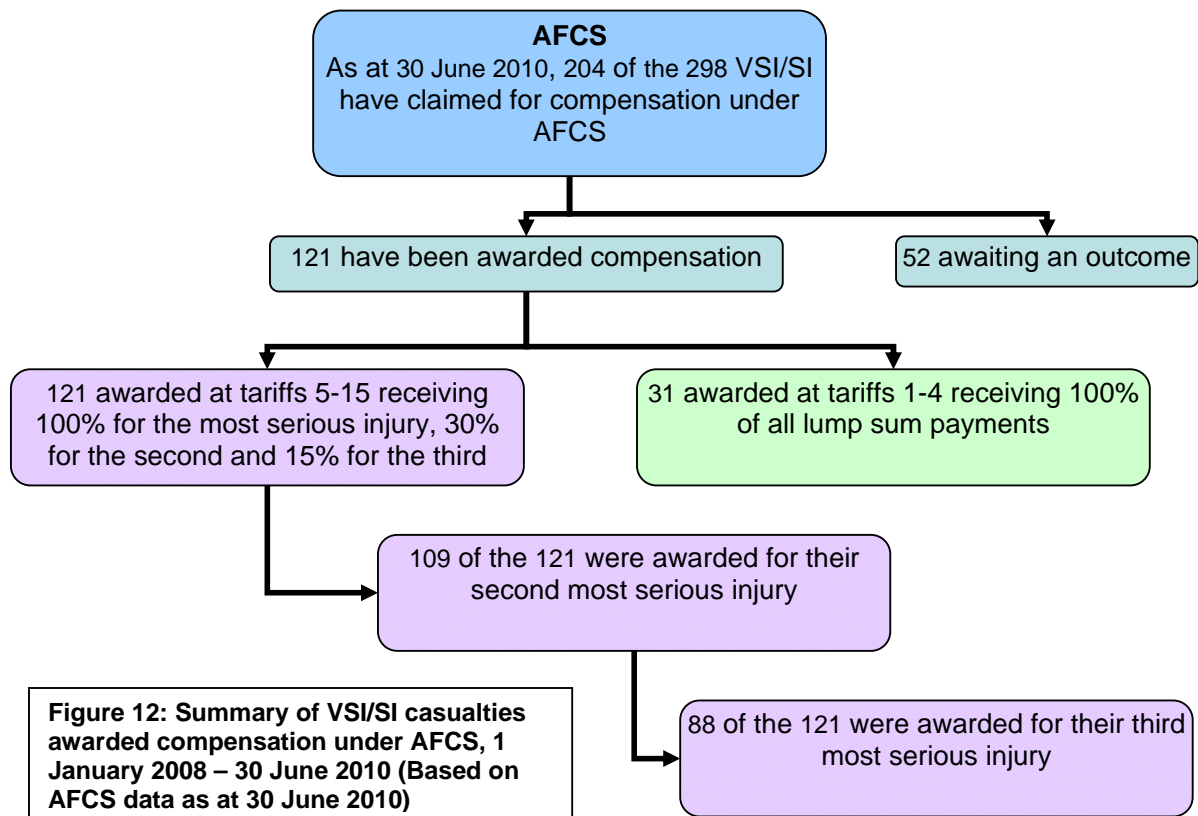 AFCS
As at 30 June 2010, 204 of the 298 VSI/SI
have claimed for compensation under
AFCS
121 have been awarded compensation
52 awaiting an outcome
121 awarded at tariffs 5-15 receiving
100% for the most serious injury, 30%
for the second and 15% for the third
31 awarded at tariffs 1-4 receiving 100%
of all lump sum payments
109 of the 121 were awarded for their
second most serious injury
88 of the 121 were awarded for their third
most serious injury
Figure 12: Summary of VSI/SI casualties
awarded compensation under AFCS, 1
January 2008 – 30 June 2010 (Based on
AFCS data as at 30 June 2010)